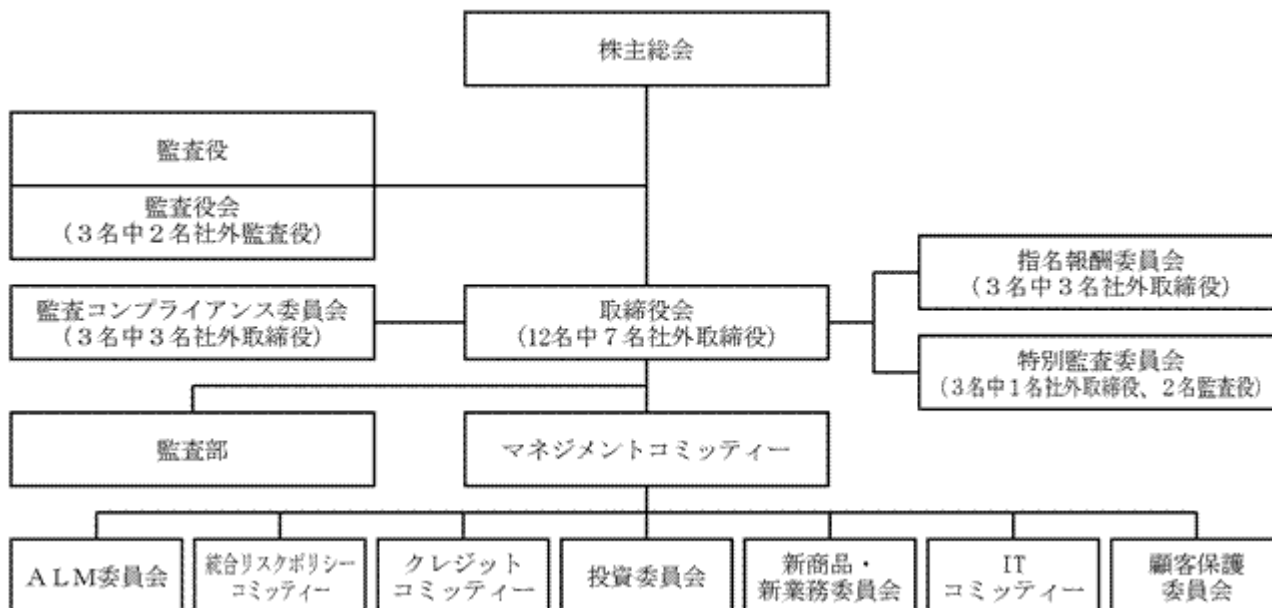 株主総会
監査役
監査役会
（3名中2名社外監査役）
指名報酬委員会
（3名中3名社外取締役）
監査コンプライアンス委員会
（3名中3名社外取締役）
取締役会
（12名中7名社外取締役）
特別監査委員会
（3名中1名社外取締役、2名監査役）
監査部
マネジメントコミッティー
ＡＬＭ委員会
統合リスクポリシー
コミッティー
クレジット
コミッティー
投資委員会
新商品・
新業務委員会
IT
コミッティー
顧客保護
委員会